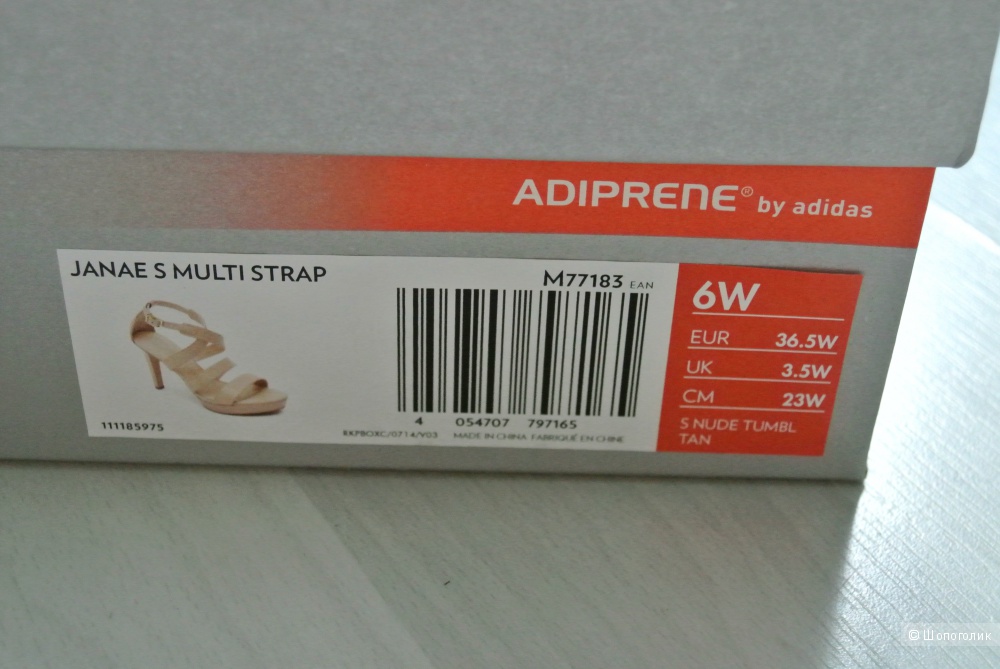 ADIPRENE® by adidas
JANAE S MULTI STRAP
M77183 EAN
111185975
4 054707 797165
RKPBOXC/0714/V03 MADE IN CHINA FABRIQUÉ EN CHINE
6W
EUR 36.5W
UK 3.5W
CM 23W
S NUDE TUMBL
TAN
© Шопоголик